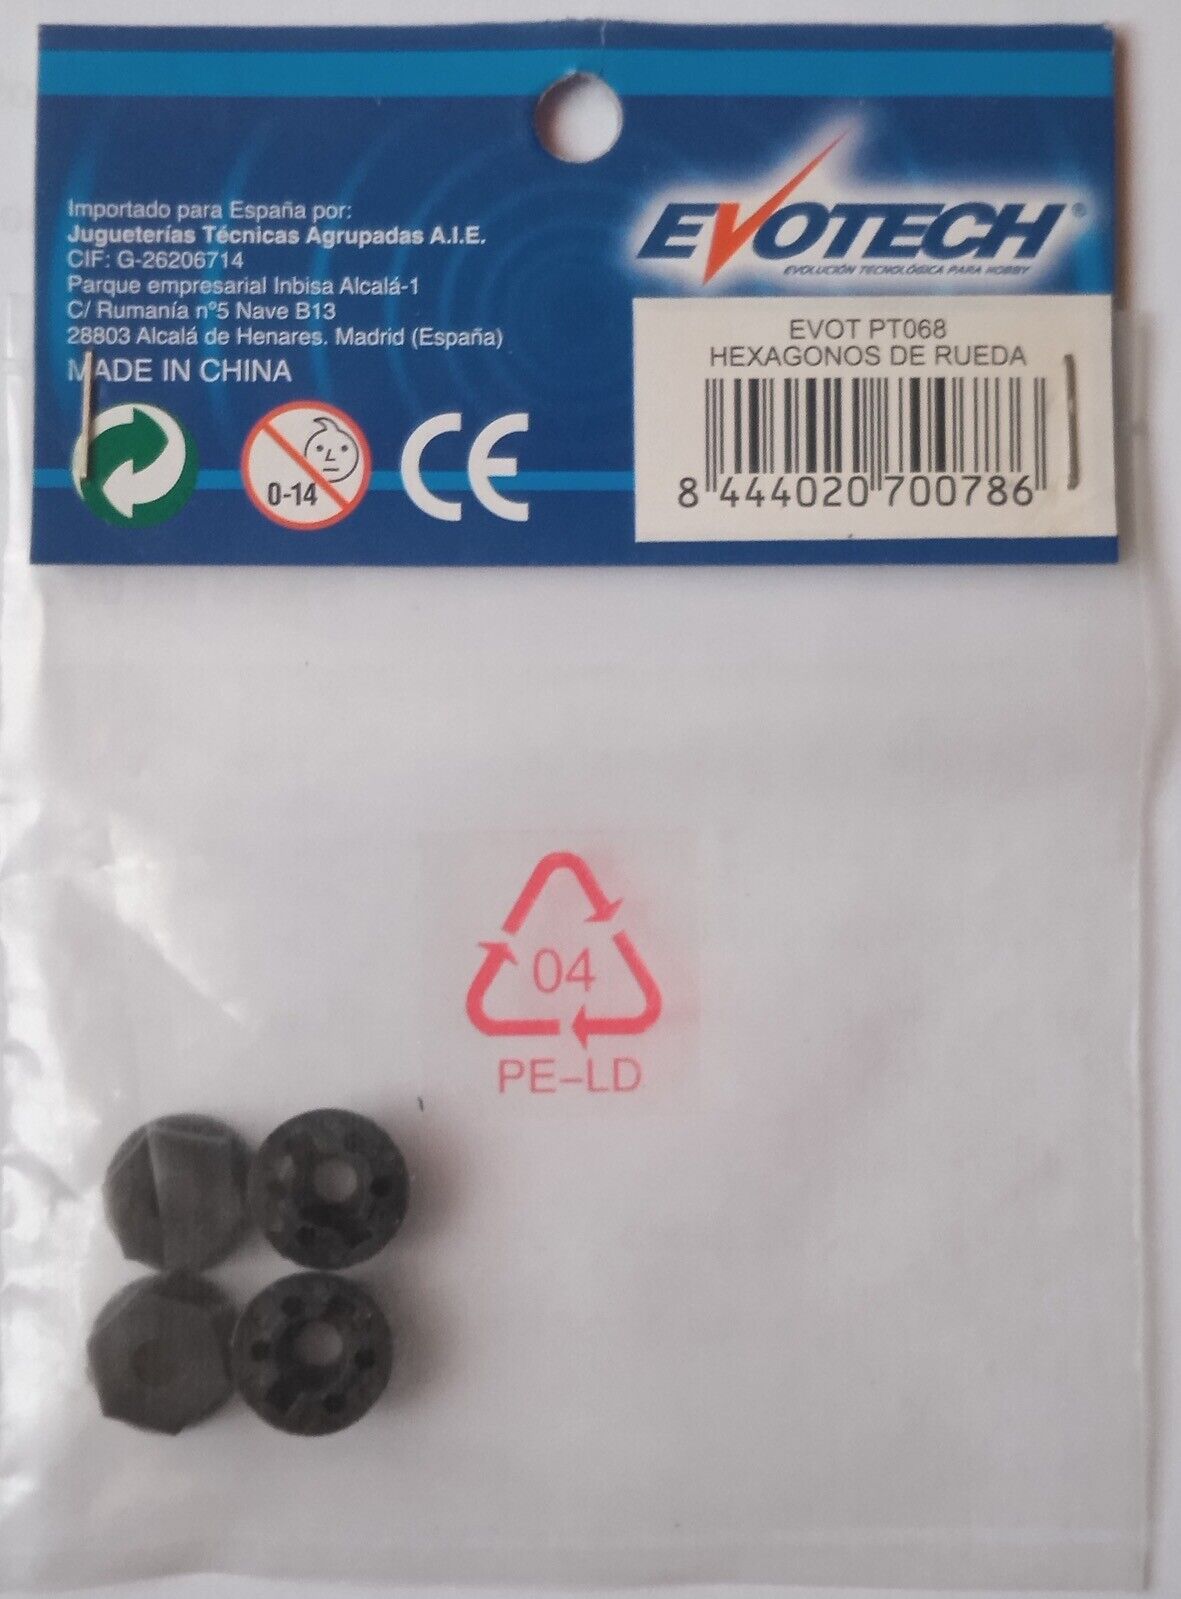 Importado para España por:
Jugueterías Técnicas Agrupadas A.I.E.
CIF: G-26206714
Parque empresarial Inbisa Alcalá-1
C/ Rumanía nº5 Nave B13
28803 Alcalá de Henares. Madrid (España)
MADE IN CHINA
0-14
CE
EVOTECH®
EVOLUCIÓN TECNOLÓGICA PARA HOBBY
EVOT PT068
HEXAGONOS DE RUEDA
8 444020 700786
04
PE-LD